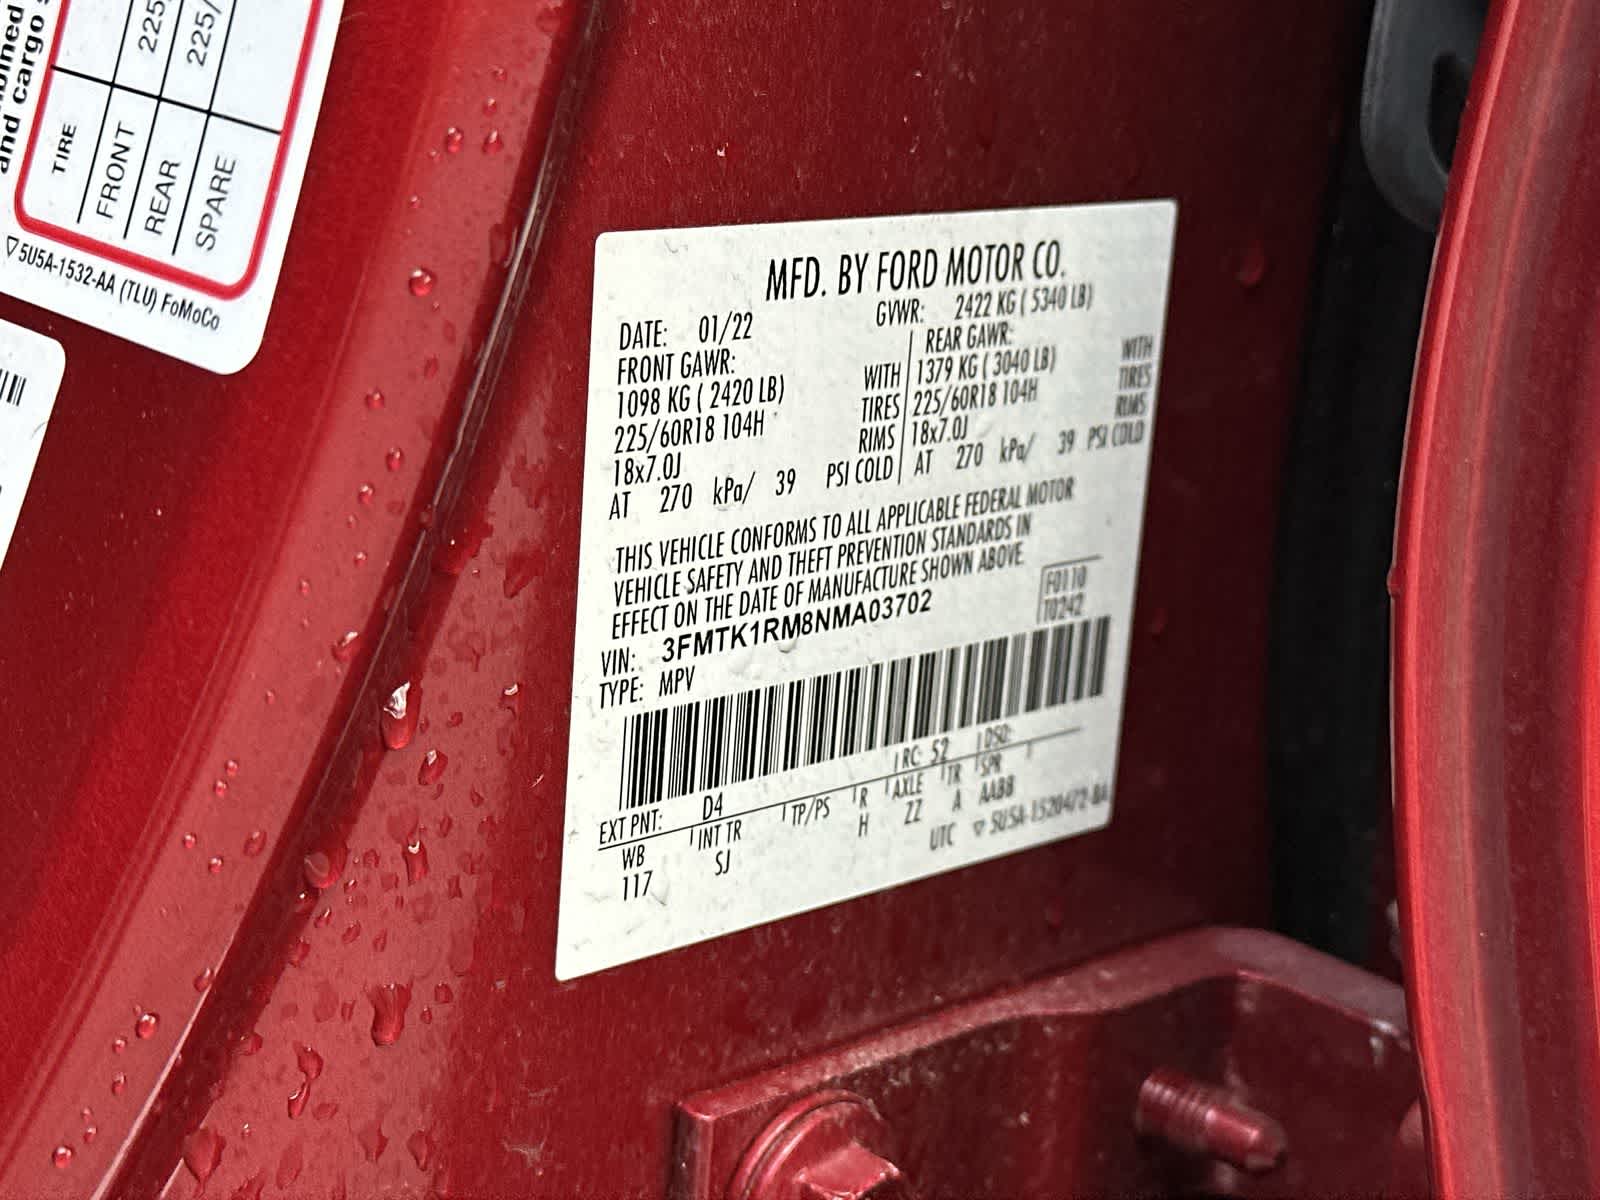 mbined
and cargo
TIRE
FRONT 225
REAR 225/
SPARE
▽5U5A-1532-AA (TLU) FoMoCo
MFD. BY FORD MOTOR CO.
DATE: 01/22 GVWR: 2422 KG ( 5340 LB)
FRONT GAWR: REAR GAWR:
1098 KG ( 2420 LB) WITH 1379 KG ( 3040 LB) WITH
225/60R18 104H TIRES 225/60R18 104H TIRES
18x7.0J RIMS 18x7.0J RIMS
AT 270 kPa/ 39 PSI COLD AT 270 kPa/ 39 PSI COLD
THIS VEHICLE CONFORMS TO ALL APPLICABLE FEDERAL MOTOR
VEHICLE SAFETY AND THEFT PREVENTION STANDARDS IN
EFFECT ON THE DATE OF MANUFACTURE SHOWN ABOVE
VIN: 3FMTK1RM8NMA03702 F0110
TYPE: MPV T0242
EXT PNT: D4 RC: 52 DSO:
WB INT TR TP/PS R AXLE TR SPR
117 SJ H ZZ A AABB
UTC ▽5U5A-1520472-BA